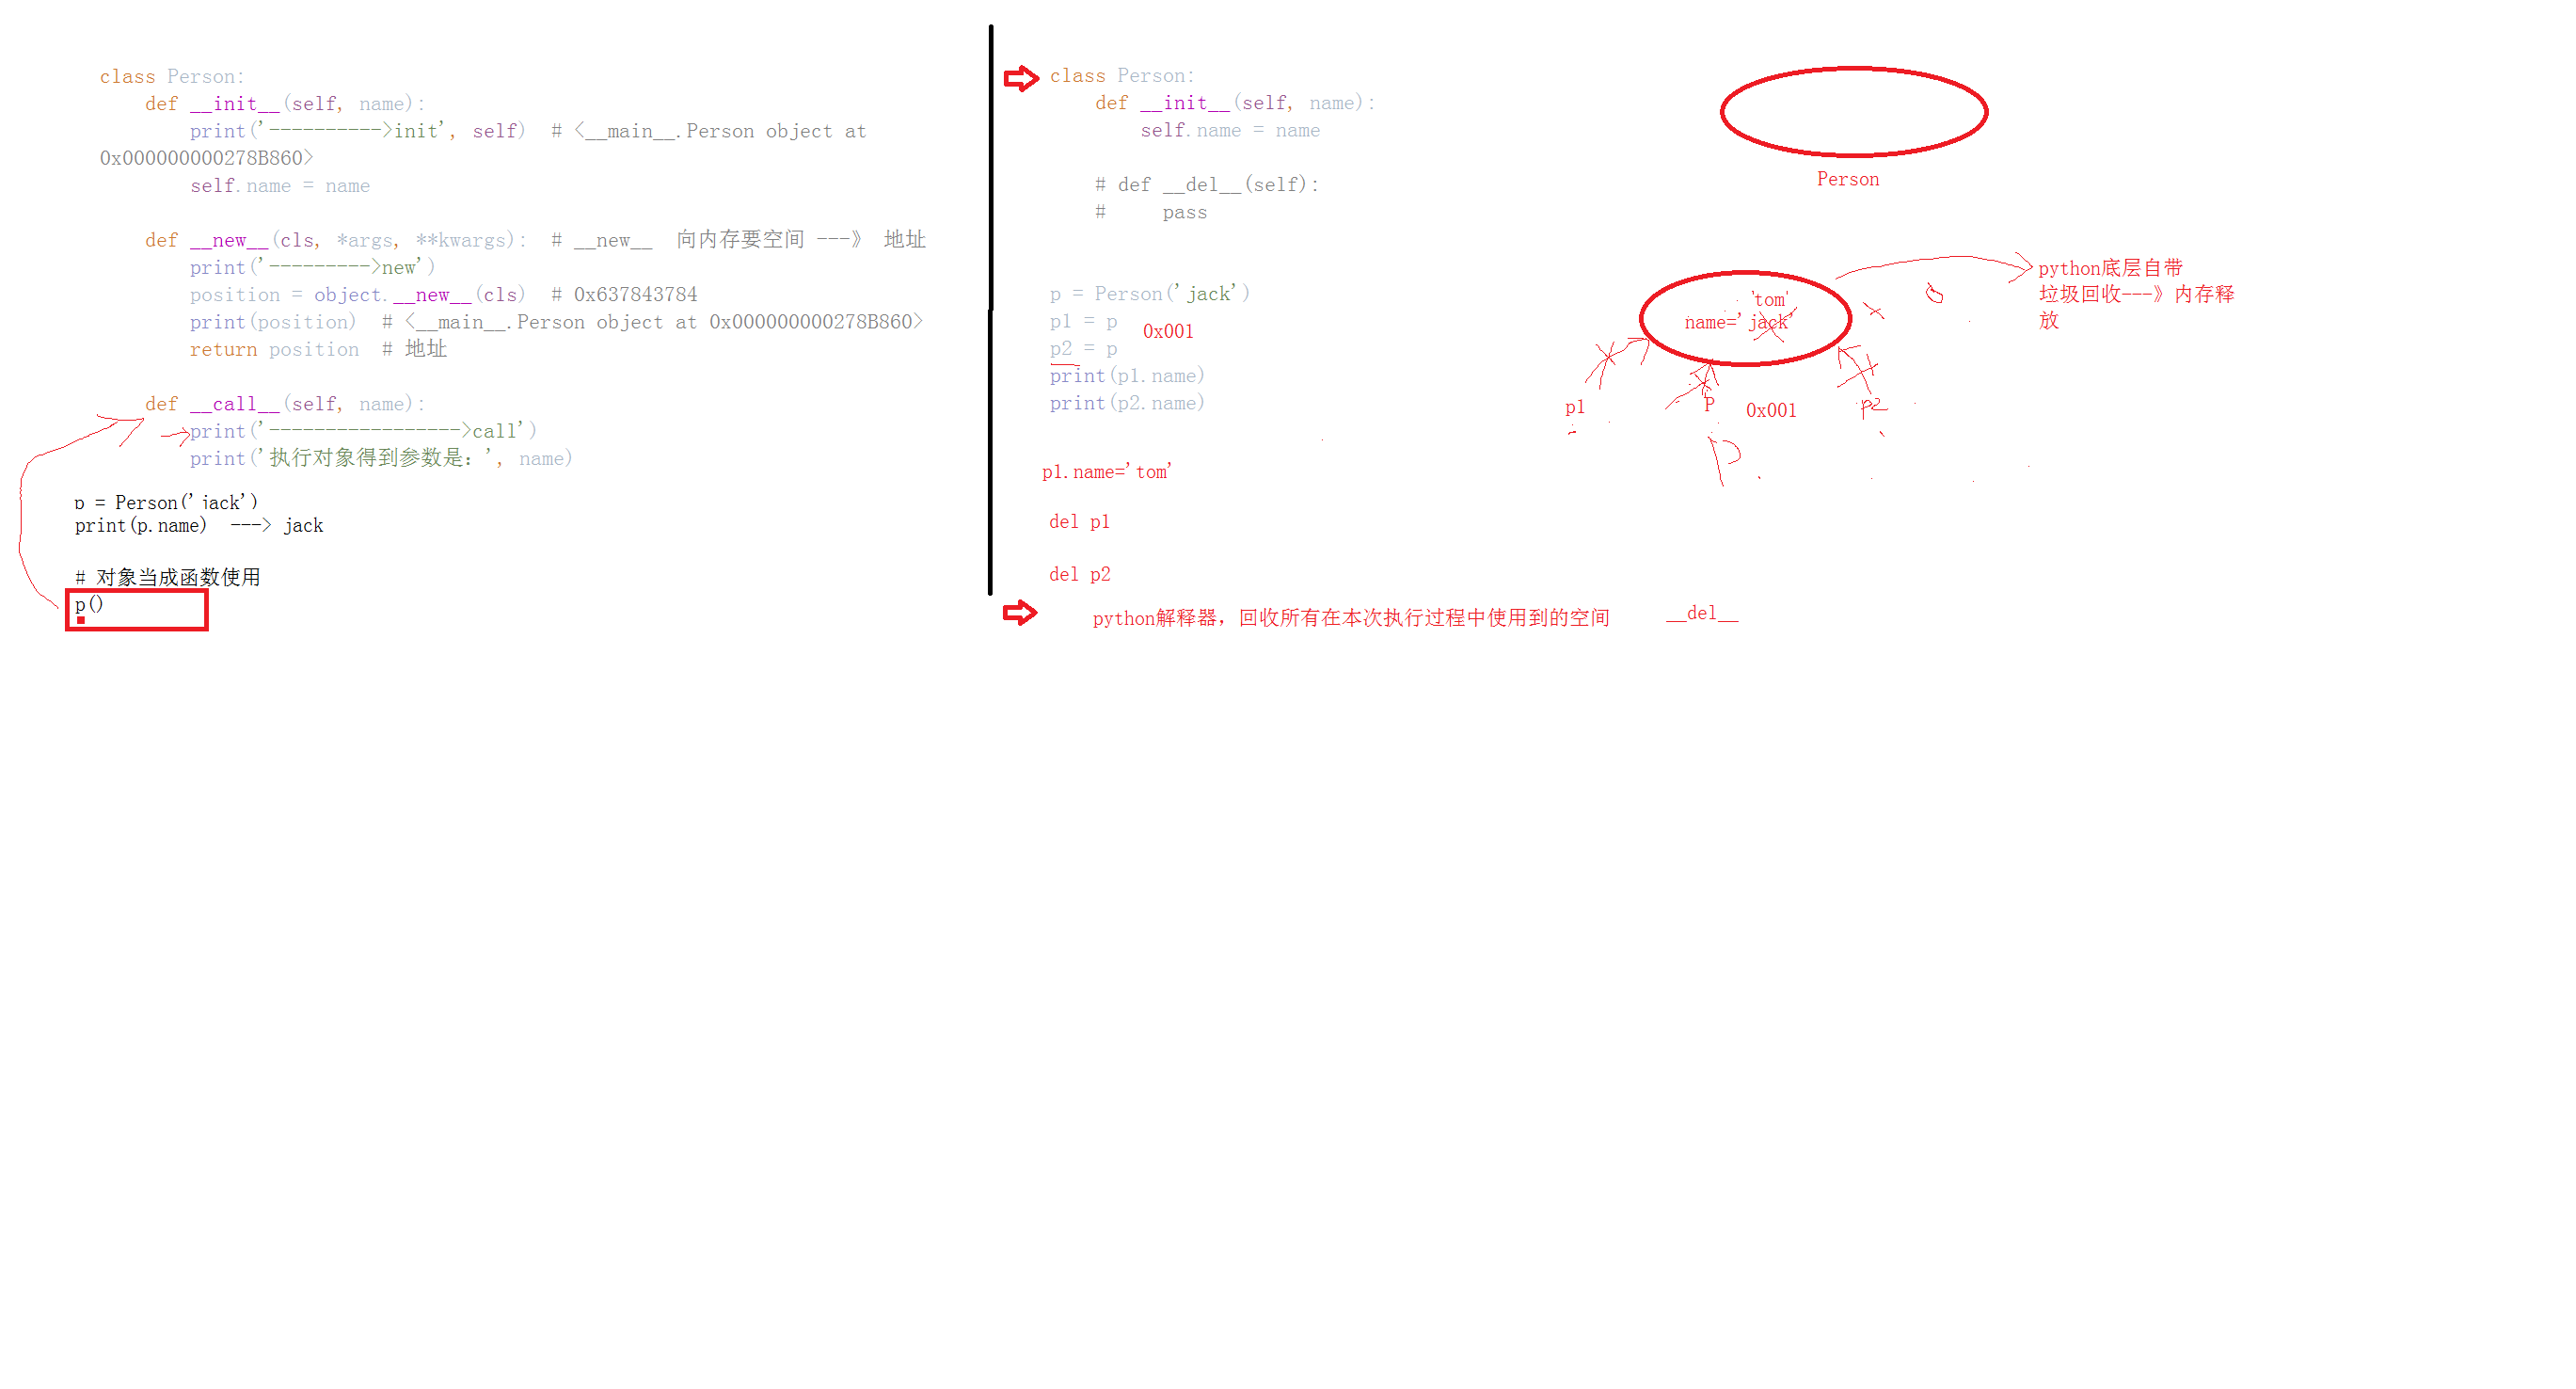 class Person:
def __init__(self, name):
print('---------->init', self)  # <__main__.Person object at
0x000000000278B860>
self.name = name
def __new__(cls, *args, **kwargs):  # __new__  向内存要空间 ---》 地址
print('--------->new')
position = object.__new__(cls)  # 0x637843784
print(position)  # <__main__.Person object at 0x000000000278B860>
return position  # 地址
def __call__(self, name):
print('----------------->call')
print('执行对象得到参数是：', name)
p = Person('jack')
print(p.name)  ---> jack
# 对象当成函数使用
p()
class Person:
def __init__(self, name):
self.name = name
# def __del__(self):
#     pass
p = Person('jack')
p1 = p
0x001
p2 = p
print(p1.name)
print(p2.name)
p1.name='tom'
del p1
del p2
python解释器，回收所有在本次执行过程中使用到的空间
__del__
Person
'tom'
name='jack'
p1
P
0x001
p2
P
python底层自带
垃圾回收---》内存释
放